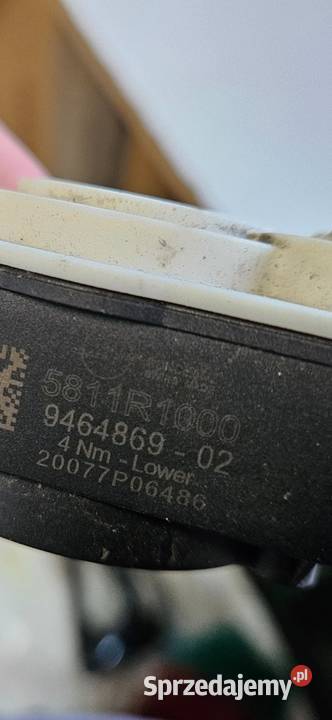 5811R1000
9464869 - 02
4 Nm - Lower
20077P06486
Sprzedajemy.pl